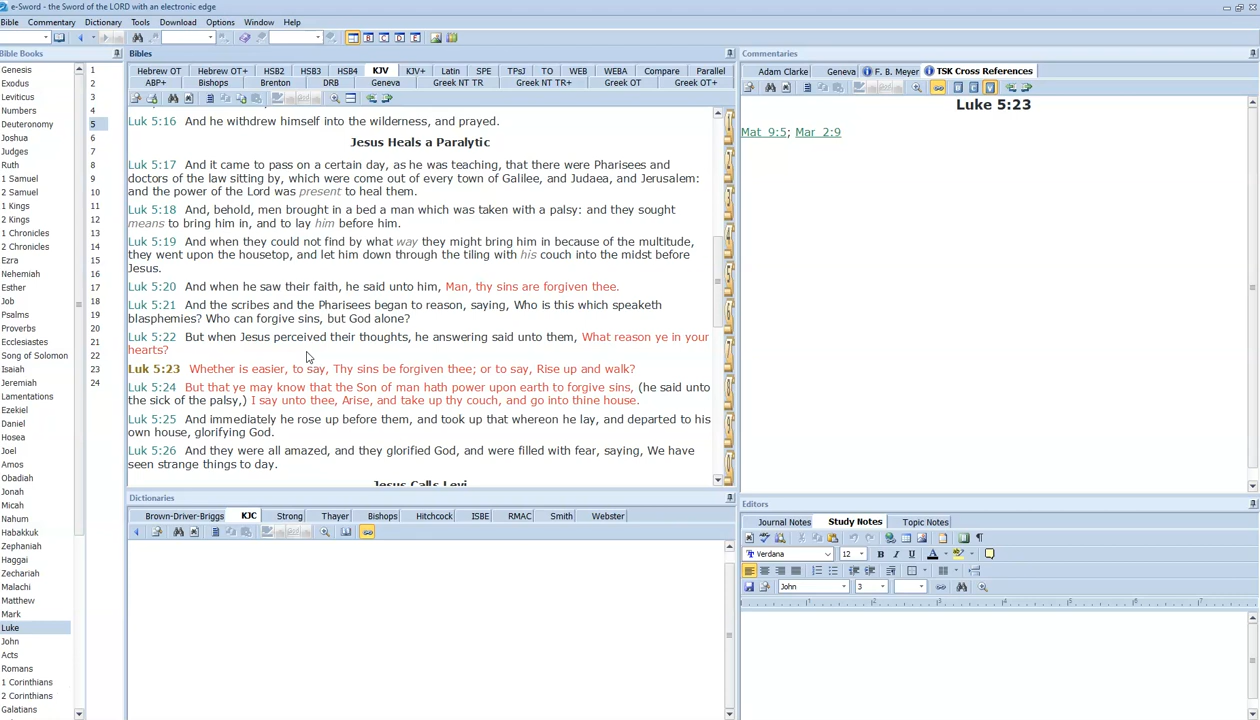 e-Sword - the Sword of the LORD with an electronic edge
Bible Commentary Dictionary Tools Download Options Window Help
Bible Books
Genesis
Exodus
Leviticus
Numbers
Deuteronomy
Joshua
Judges
Ruth
1 Samuel
2 Samuel
1 Kings
2 Kings
1 Chronicles
2 Chronicles
Ezra
Nehemiah
Esther
Job
Psalms
Proverbs
Ecclesiastes
Song of Solomon
Isaiah
Jeremiah
Lamentations
Ezekiel
Daniel
Hosea
Joel
Amos
Obadiah
Jonah
Micah
Nahum
Habakkuk
Zephaniah
Haggai
Zechariah
Malachi
Matthew
Mark
Luke
John
Acts
Romans
1 Corinthians
2 Corinthians
Galatians
1
2
3
4
5
6
7
8
9
10
11
12
13
14
15
16
17
18
19
20
21
22
23
24
Bibles
Hebrew OT Hebrew OT+ HSB2 HSB3 HSB4 KJV KJV+ Latin SPE TPsJ TO WEB WEBA Compare Parallel
ABP+ Bishops Brenton DRB Geneva Greek NT TR Greek NT TR+ Greek OT Greek OT+
Luk 5:16 And he withdrew himself into the wilderness, and prayed.
Jesus Heals a Paralytic
Luk 5:17 And it came to pass on a certain day, as he was teaching, that there were Pharisees and
doctors of the law sitting by, which were come out of every town of Galilee, and Judaea, and Jerusalem:
and the power of the Lord was present to heal them.
Luk 5:18 And, behold, men brought in a bed a man which was taken with a palsy: and they sought
means to bring him in, and to lay him before him.
Luk 5:19 And when they could not find by what way they might bring him in because of the multitude,
they went upon the housetop, and let him down through the tiling with his couch into the midst before
Jesus.
Luk 5:20 And when he saw their faith, he said unto him, Man, thy sins are forgiven thee.
Luk 5:21 And the scribes and the Pharisees began to reason, saying, Who is this which speaketh
blasphemies? Who can forgive sins, but God alone?
Luk 5:22 But when Jesus perceived their thoughts, he answering said unto them, What reason ye in your
hearts?
Luk 5:23 Whether is easier, to say, Thy sins be forgiven thee; or to say, Rise up and walk?
Luk 5:24 But that ye may know that the Son of man hath power upon earth to forgive sins, (he said unto
the sick of the palsy,) I say unto thee, Arise, and take up thy couch, and go into thine house.
Luk 5:25 And immediately he rose up before them, and took up that whereon he lay, and departed to his
own house, glorifying God.
Luk 5:26 And they were all amazed, and they glorified God, and were filled with fear, saying, We have
seen strange things to day.
Jesus Calls Levi
Dictionaries
Brown-Driver-Briggs KJC Strong Thayer Bishops Hitchcock ISBE RMAC Smith Webster
Commentaries
Adam Clarke Geneva F. B. Meyer TSK Cross References
Luke 5:23
Mat 9:5; Mar 2:9
Editors
Journal Notes Study Notes Topic Notes
Verdana 12 B I U A
John 3
1 2 3 4 5 6 7